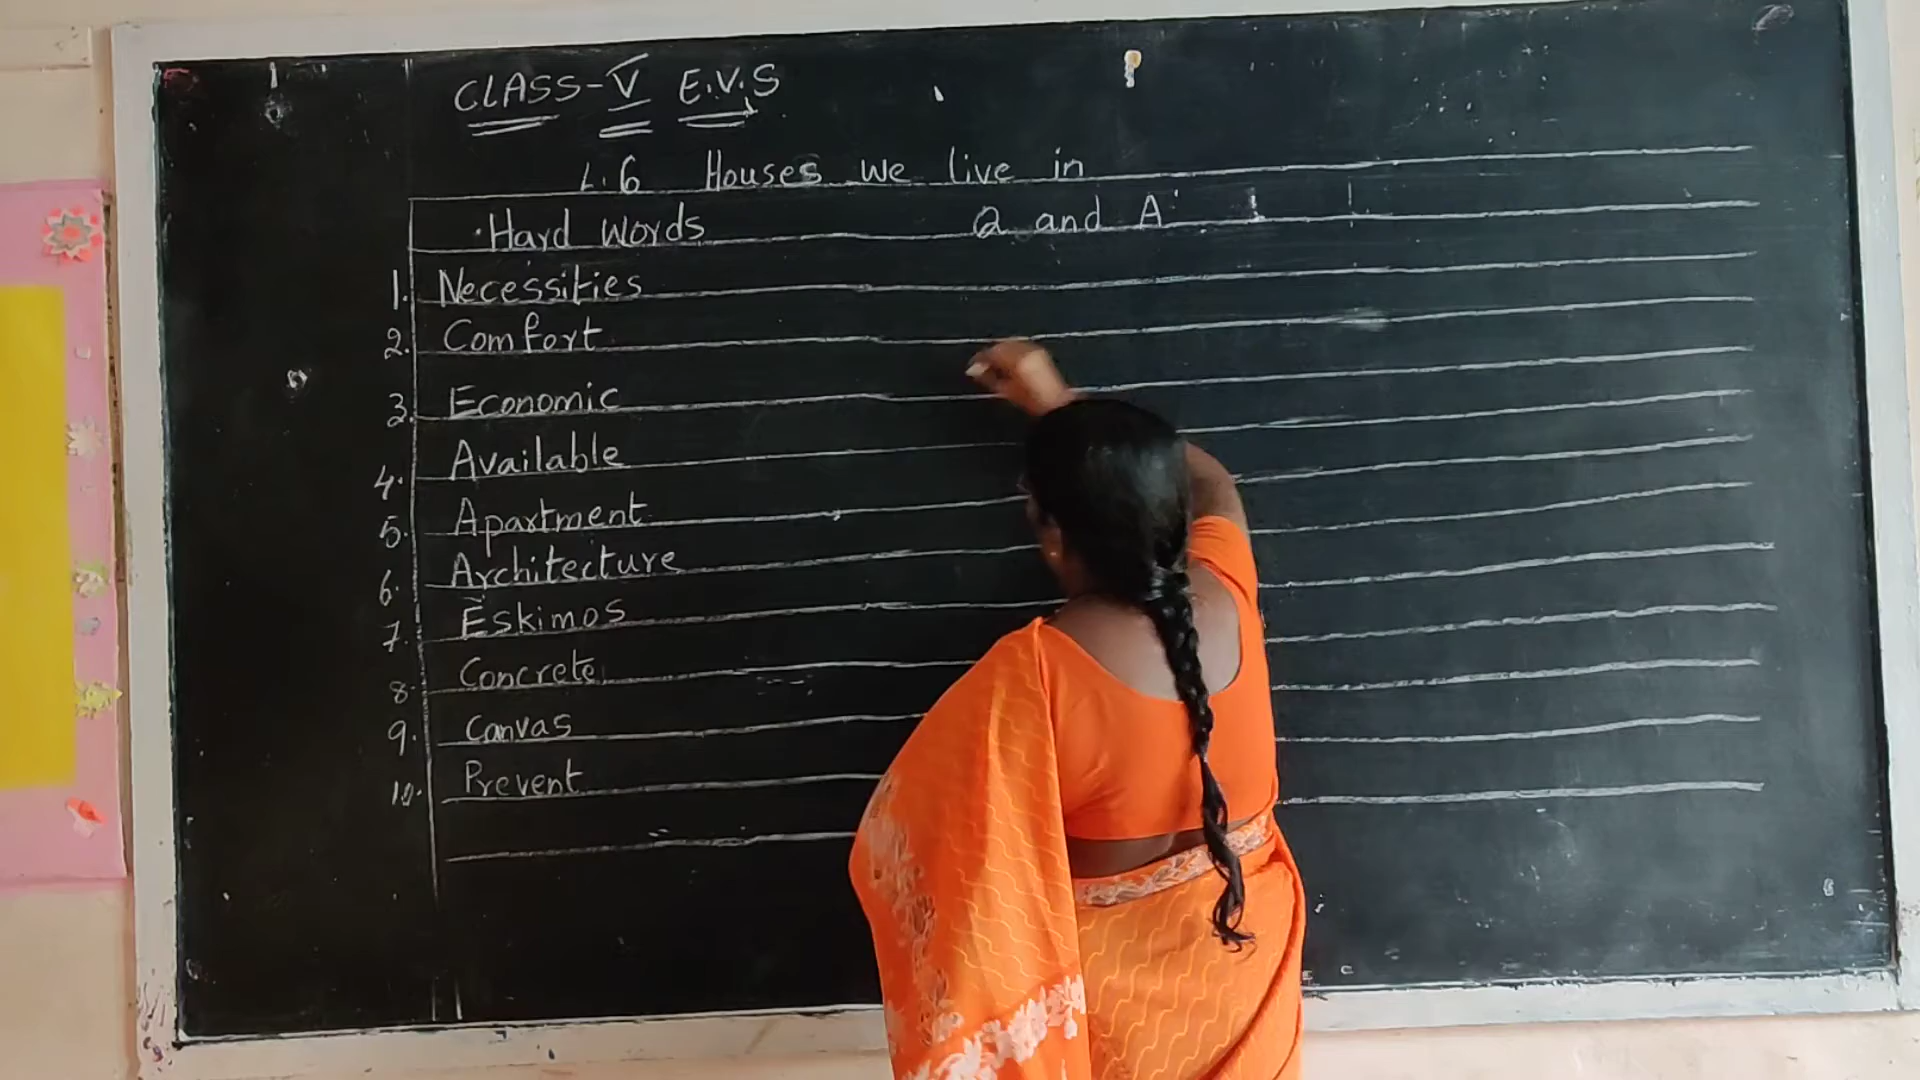 CLASS-V E.V.S
L.6 Houses we live in
Hard words Q and A
1. Necessities
2. Comfort
3. Economic
4. Available
5. Apartment
6. Architecture
7. Eskimos
8. Concrete
9. Canvas
10. Prevent